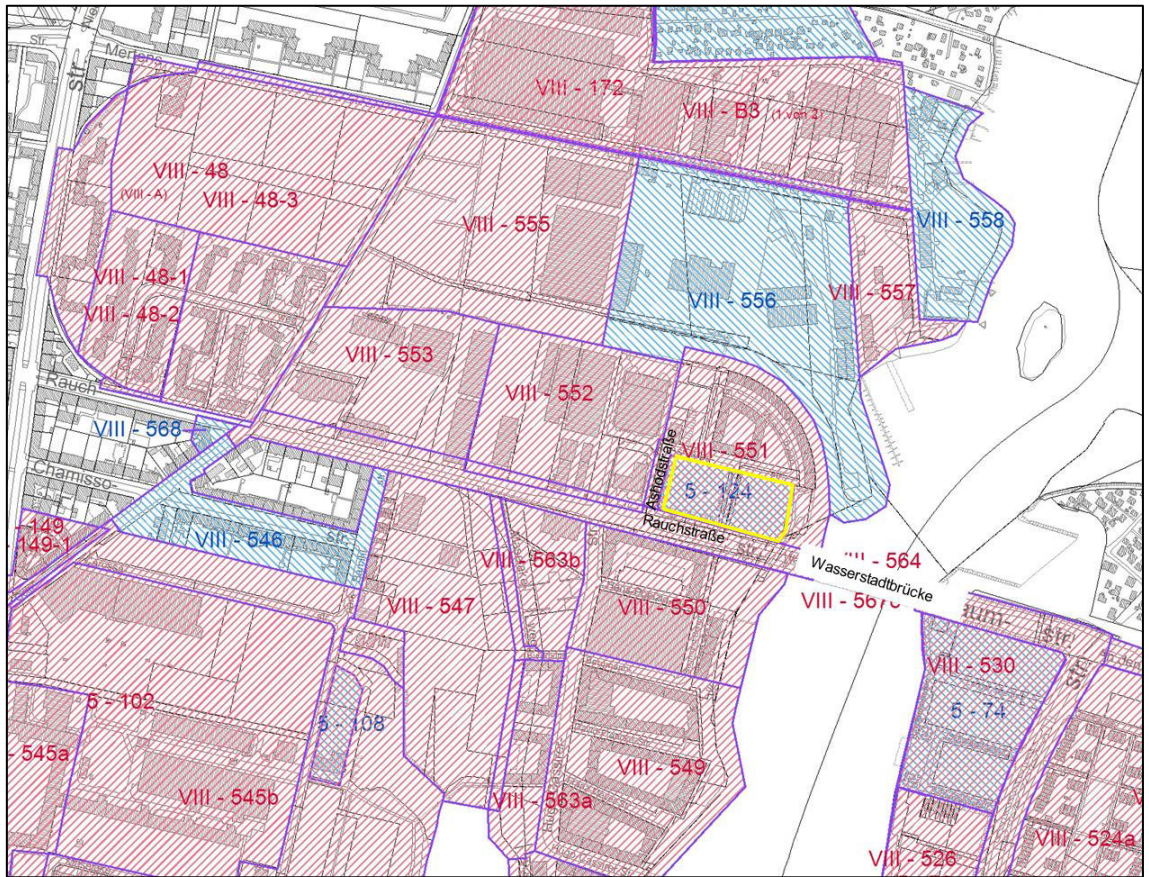 Mertens
str.
str.
VIII - 172
VIII - B3 (1.von 2)
VIII - 48
(VIII - A)
VIII - 48-3
VIII - 555
VIII - 558
VIII - 48-1
VIII - 556
VIII - 557
VIII - 48-2
VIII - 553
VIII - 552
Rauch
VIII - 568
VIII - 551
Ashodstraße
5 - 124
Chamisso-
Rauchstraße
str.
- 149
149-1
VIII - 546
str.
VIII - 563b
VIII - 564
Wasserstadtbrücke
VIII - 547
VIII - 550
str.
VIII - 530
5 - 102
5 - 108
5 - 74
str.
- 545a
VIII - 549
VIII - 545b
VIII - 563a
VIII - 524a
VIII - 526